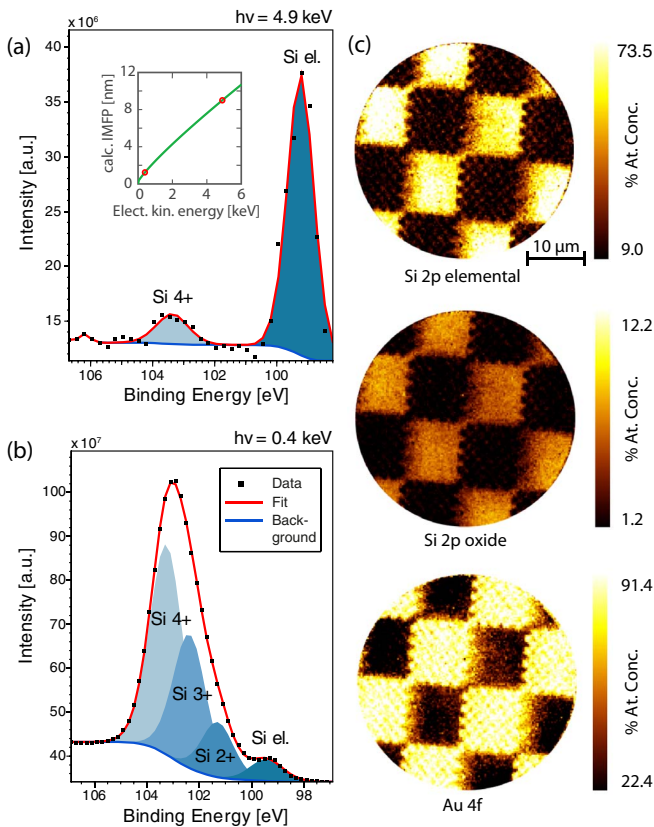 (a)
hν = 4.9 keV
x 10⁶
40
35
30
25
20
15
Intensity [a.u.]
Si el.
Si 4+
12
8
4
0
calc. IMFP [nm]
0 2 4 6
Elect. kin. energy [keV]
106 104 102 100
Binding Energy [eV]
(b)
hν = 0.4 keV
x 10⁷
100
90
80
70
60
50
40
Intensity [a.u.]
Data
Fit
Back-
ground
Si 4+
Si 3+
Si 2+
Si el.
106 104 102 100 98
Binding Energy [eV]
(c)
73.5
% At. Conc.
9.0
10 µm
Si 2p elemental
12.2
% At. Conc.
1.2
Si 2p oxide
91.4
% At. Conc.
22.4
Au 4f